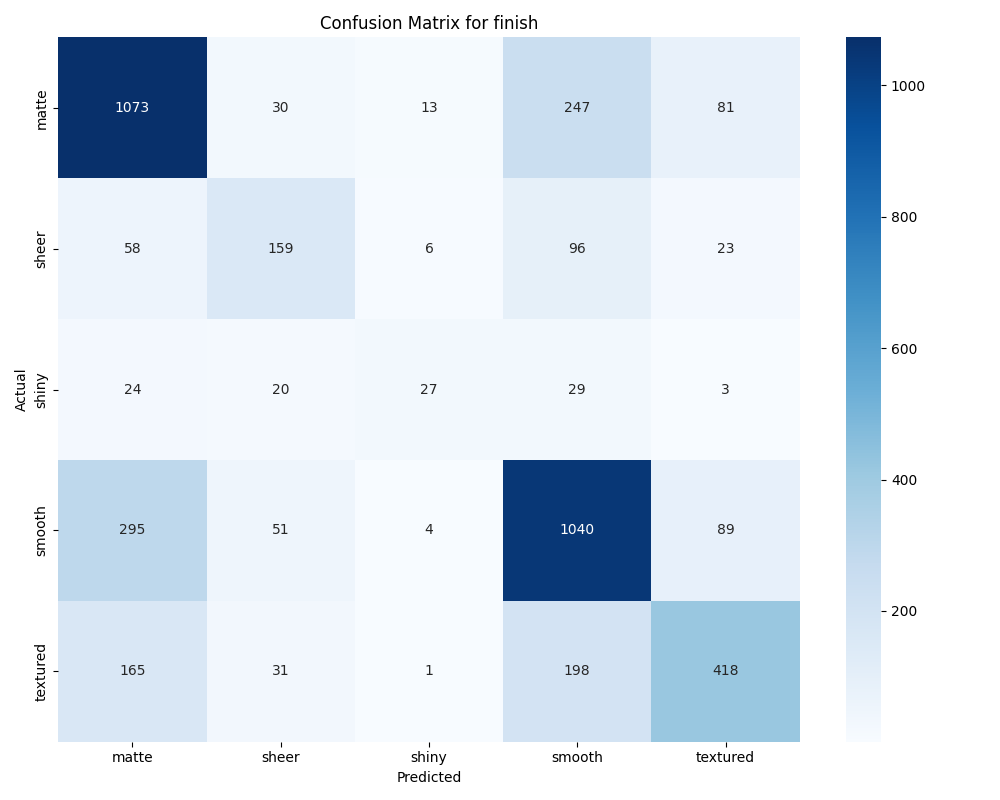 Confusion Matrix for finish
matte 1073 30 13 247 81
sheer 58 159 6 96 23
shiny 24 20 27 29 3
smooth 295 51 4 1040 89
textured 165 31 1 198 418
matte sheer shiny smooth textured
Predicted
Actual
1000
800
600
400
200